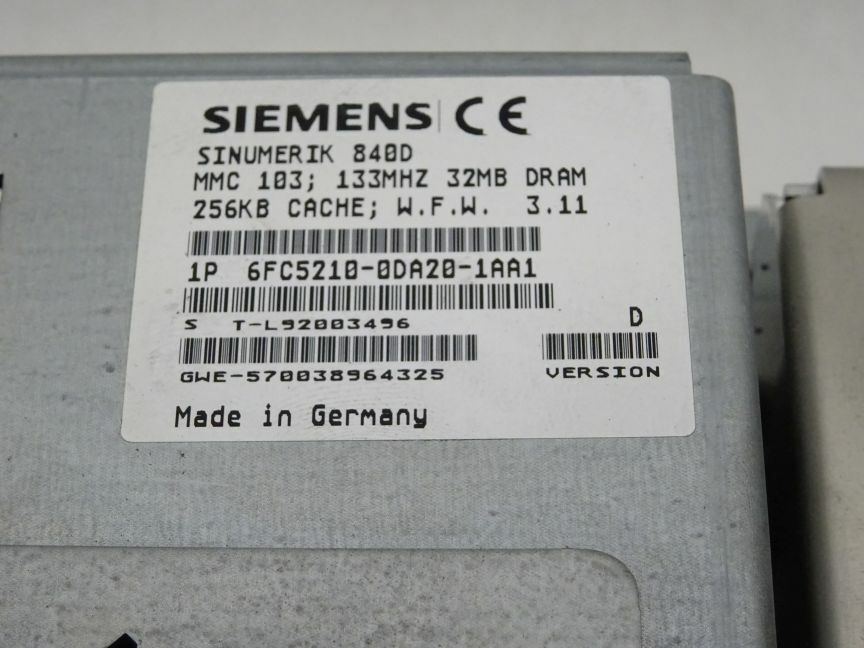 SIEMENS CE
SINUMERIK 840D
MMC 103; 133MHZ 32MB DRAM
256KB CACHE; W.F.W. 3.11
1P 6FC5210-0DA20-1AA1
S T-L92003496
D
GWE-570038964325
VERSION
Made in Germany